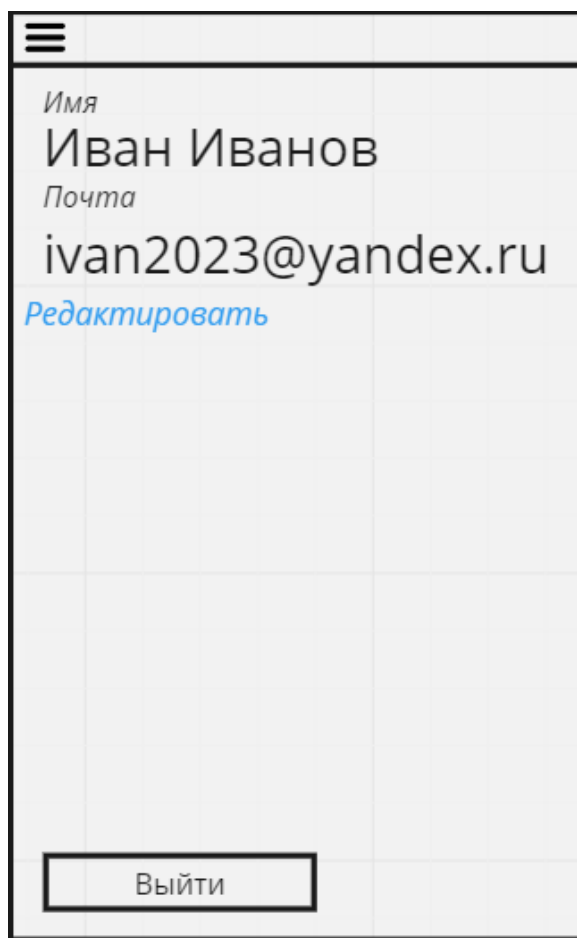 Имя
Иван Иванов
Почта
ivan2023@yandex.ru
Редактировать
Выйти